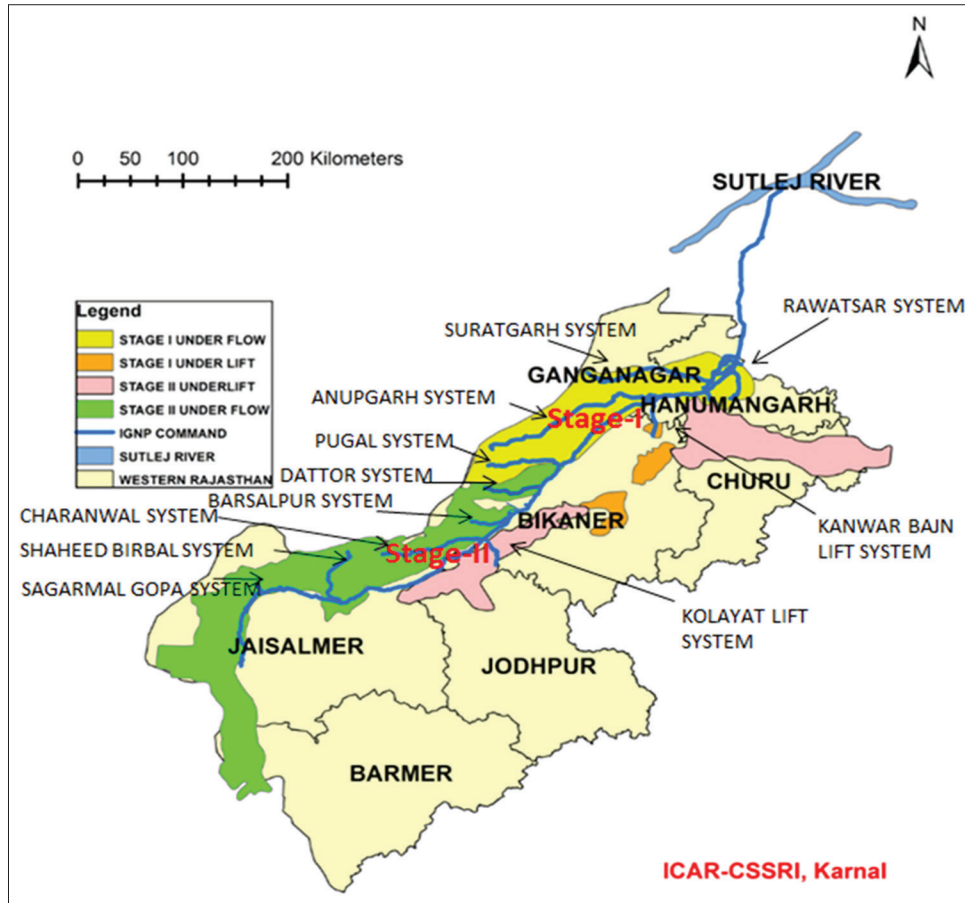 N
0 50 100 200 Kilometers
SUTLEJ RIVER
Legend
STAGE I UNDER FLOW
STAGE I UNDER LIFT
STAGE II UNDERLIFT
STAGE II UNDER FLOW
IGNP COMMAND
SUTLEJ RIVER
WESTERN RAJASTHAN
SURATGARH SYSTEM
RAWATSAR SYSTEM
GANGANAGAR
ANUPGARH SYSTEM
HANUMANGARH
Stage-I
PUGAL SYSTEM
DATTOR SYSTEM
CHURU
BARSALPUR SYSTEM
CHARANWAL SYSTEM
BIKANER
KANWAR BAJN
LIFT SYSTEM
SHAHEED BIRBAL SYSTEM
Stage-II
SAGARMAL GOPA SYSTEM
KOLAYAT LIFT
SYSTEM
JAISALMER
JODHPUR
BARMER
ICAR-CSSRI, Karnal